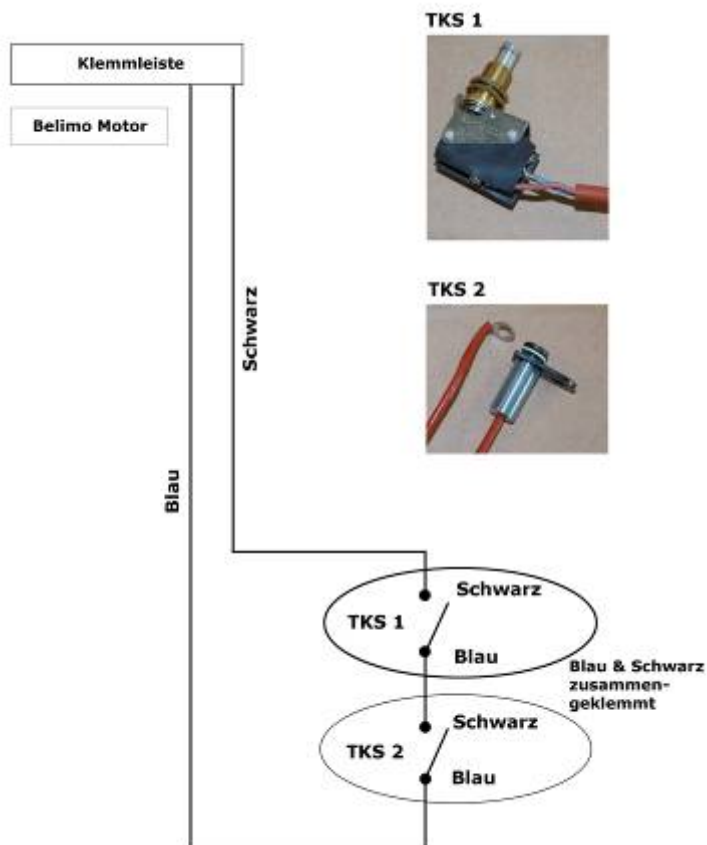 TKS 1
Klemmleiste
Belimo Motor
TKS 2
Schwarz
Blau
Schwarz
TKS 1
Blau
Blau & Schwarz
zusammen-
geklemmt
Schwarz
TKS 2
Blau